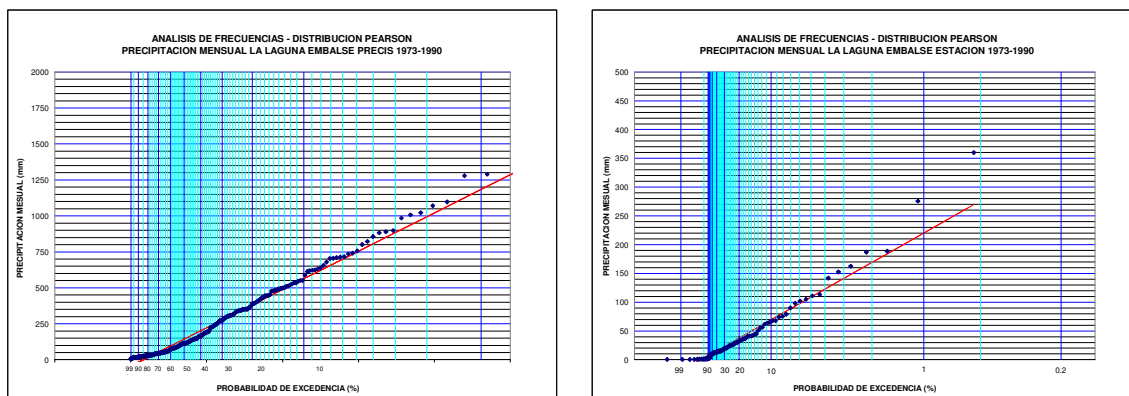 ANALISIS DE FRECUENCIAS - DISTRIBUCION PEARSON
PRECIPITACION MENSUAL LA LAGUNA EMBALSE PRECIS 1973-1990
2000
1750
1500
1250
1000
750
500
250
0
PRECIPITACION MESUAL (mm)
99 90 80 70 60 50 40 30 20 10
PROBABILIDAD DE EXCEDENCIA (%)
ANALISIS DE FRECUENCIAS - DISTRIBUCION PEARSON
PRECIPITACION MENSUAL LA LAGUNA EMBALSE ESTACION 1973-1990
500
450
400
350
300
250
200
150
100
50
0
PRECIPITACION MESUAL (mm)
99 90 30 20 10 1 0.2
PROBABILIDAD DE EXCEDENCIA (%)